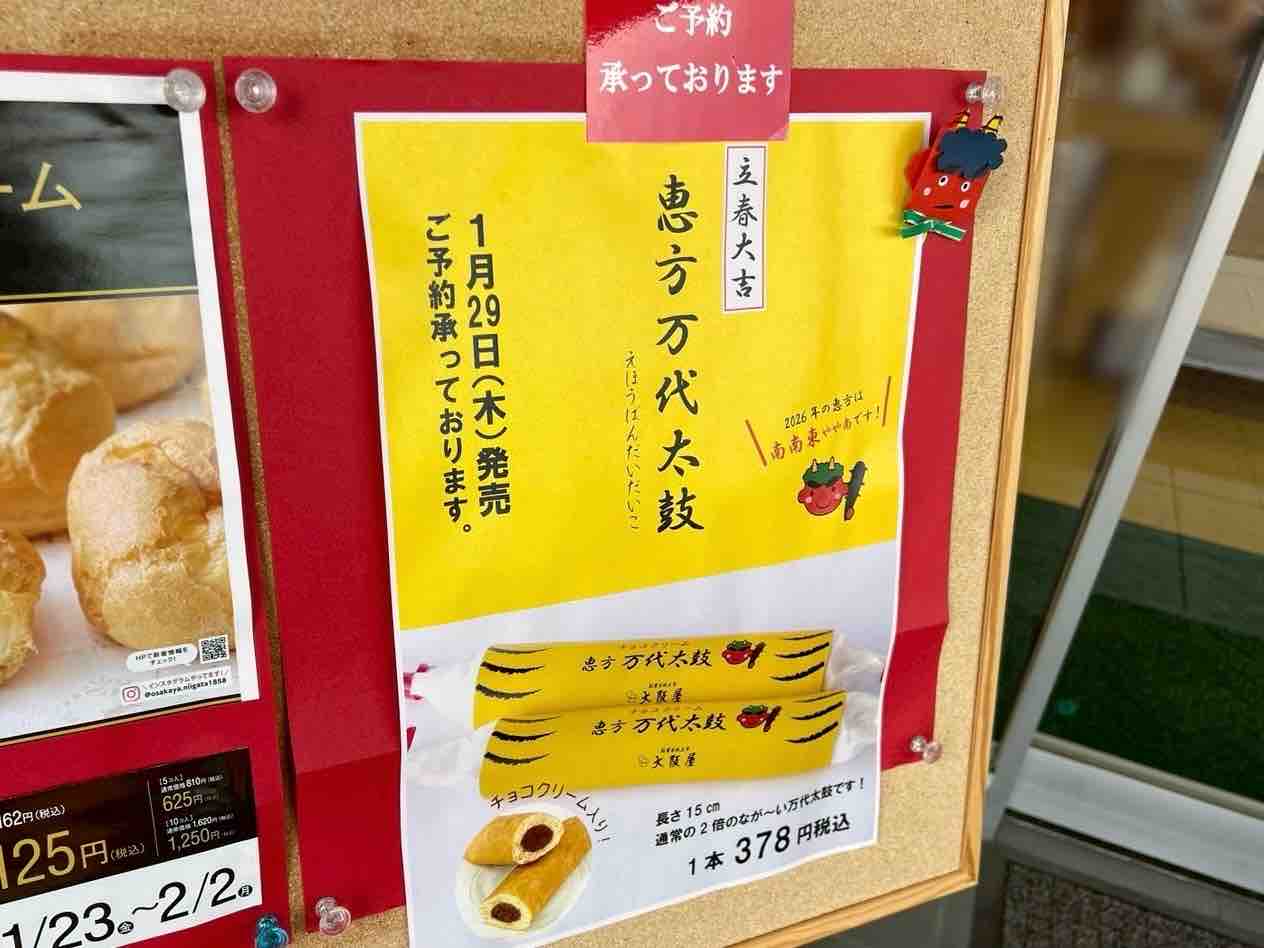 ーム
HPで新着情報を
チェック!
インスタグラムやってます!
@osakaya.niigata1858
162円(税込)
125円(税込)
[5コ入]
通常価格 810円(税込)
625円(税込)
[10コ入]
通常価格 1,620円(税込)
1,250円(税込)
1/23金~2/2月
ご予約
承っております
立春大吉
恵方万代太鼓
えほうばんだいだいこ
1月29日(木)発売
ご予約承っております。
2026年の恵方は
南南東やや南です!
チョコクリーム
恵方 万代太鼓
大阪屋
チョコクリーム
恵方 万代太鼓
大阪屋
チョコクリーム入り!
長さ15cm
通常の2倍のなが~い万代太鼓です!
1本 378円税込